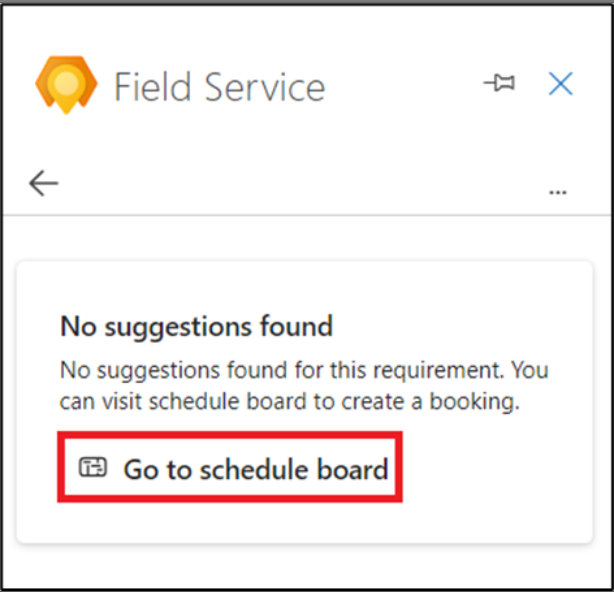 Field Service
...
No suggestions found
No suggestions found for this requirement. You
can visit schedule board to create a booking.
Go to schedule board